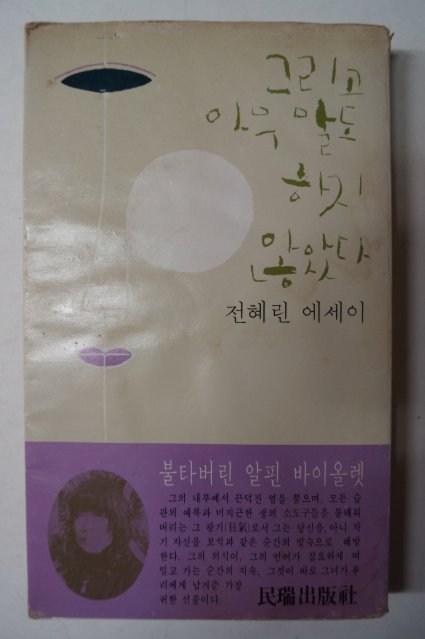 그리고
아무 말도
하지
않았다
전혜린 에세이
불타버린 알핀 바이올렛
그의 내부에서 끈덕진 열을 뿜으며, 모든 습
관의 예복과 미지근한 생의 소도구들을 불태워
버리는 그 광기(狂氣)로서 그는 당신을, 아니 자
기 자신을 보석과 같은 순간의 빛속으로 해방
한다. 그의 의식이, 그의 언어가 집요하게 떠
밀고 가는 순간의 지속, 그것이 바로 그녀가 우
리에게 남겨준 가장
귀한 선물이다.
民瑞出版社